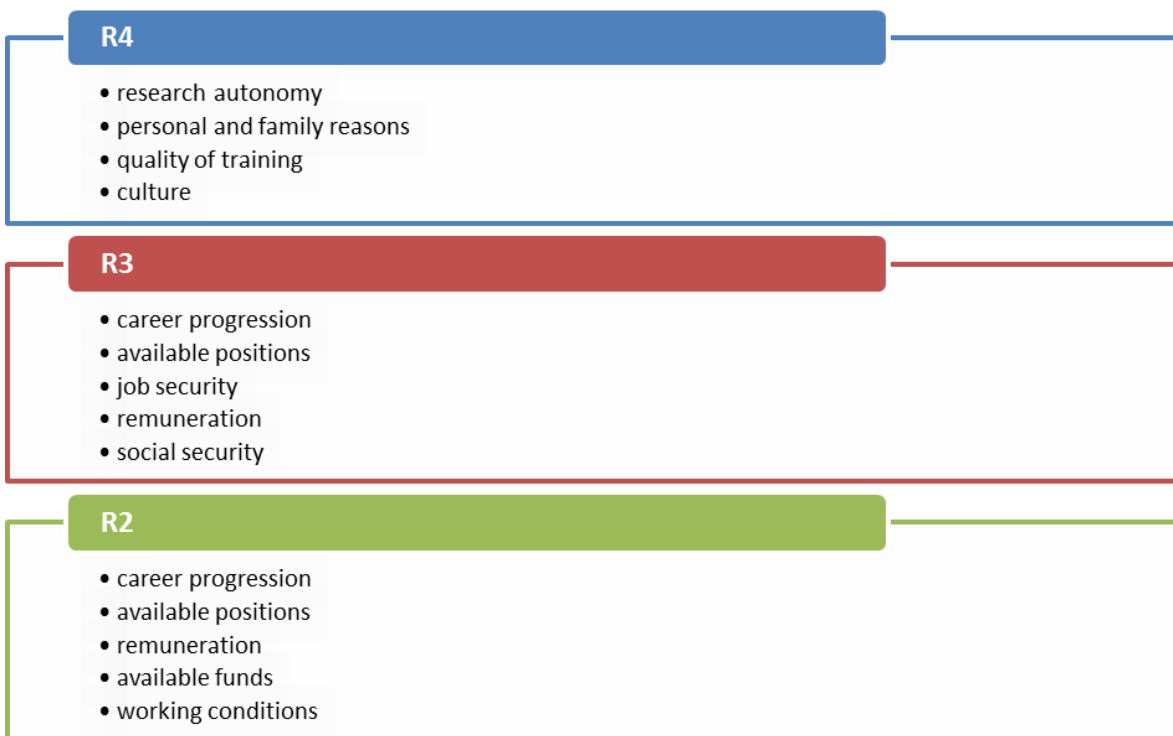 R4
• research autonomy
• personal and family reasons
• quality of training
• culture
R3
• career progression
• available positions
• job security
• remuneration
• social security
R2
• career progression
• available positions
• remuneration
• available funds
• working conditions